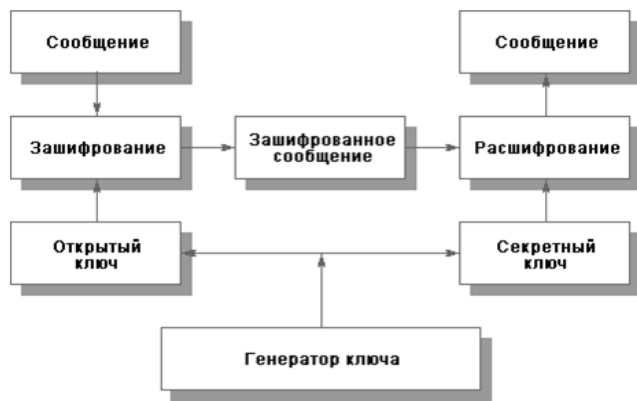 Сообщение
Сообщение
Зашифрование
Зашифрованное
сообщение
Расшифрование
Открытый
ключ
Секретный
ключ
Генератор ключа